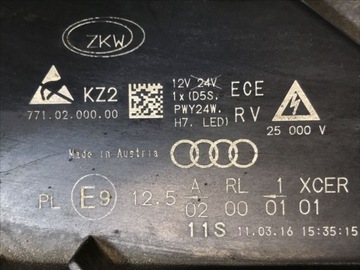 ZKW
KZ2
12V 24V
1x(D5S,
PWY24W,
H7, LED)
ECE
RV
771.02.000.00
25 000 V
Made in Austria
PL E9 12.5 A RL 1 XCER
02 00 01 01
11S 11.03.16 15:35:15